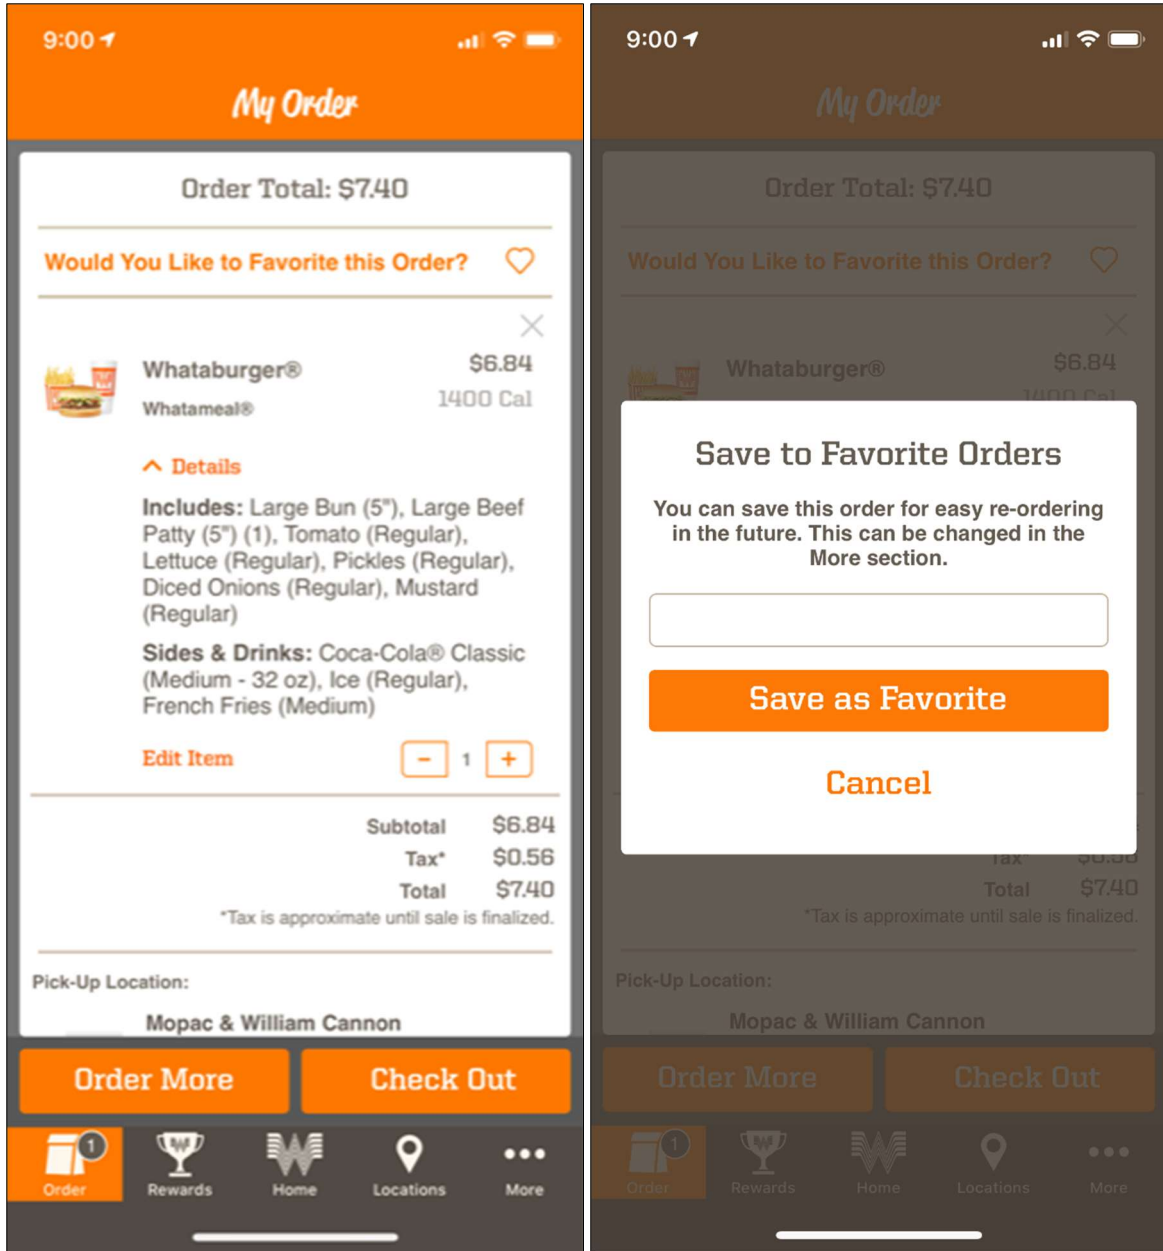 9:00
My Order
Order Total: $7.40
Would You Like to Favorite this Order?
Whataburger® $6.84
Whatameal® 1400 Cal
Details
Includes: Large Bun (5"), Large Beef
Patty (5") (1), Tomato (Regular),
Lettuce (Regular), Pickles (Regular),
Diced Onions (Regular), Mustard
(Regular)
Sides & Drinks: Coca-Cola® Classic
(Medium - 32 oz), Ice (Regular),
French Fries (Medium)
Edit Item − 1 +
Subtotal $6.84
Tax* $0.56
Total $7.40
*Tax is approximate until sale is finalized.
Pick-Up Location:
Mopac & William Cannon
Order More Check Out
1
Order Rewards Home Locations More
9:00
My Order
Order Total: $7.40
Would You Like to Favorite this Order?
Whataburger® $6.84
1400 Cal
Save to Favorite Orders
You can save this order for easy re-ordering
in the future. This can be changed in the
More section.
Save as Favorite
Cancel
Tax* $0.56
Total $7.40
*Tax is approximate until sale is finalized.
Pick-Up Location:
Mopac & William Cannon
Order More Check Out
1
Order Rewards Home Locations More